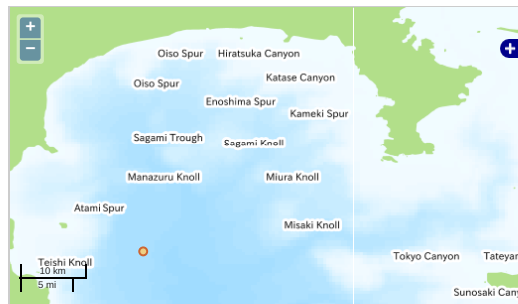 +
−
+
Oiso Spur
Hiratsuka Canyon
Oiso Spur
Katase Canyon
Enoshima Spur
Kameki Spur
Sagami Trough
Sagami Knoll
Manazuru Knoll
Miura Knoll
Atami Spur
Misaki Knoll
Teishi Knoll
Tokyo Canyon
Tateyar
Sunosaki Cany
10 km
5 mi